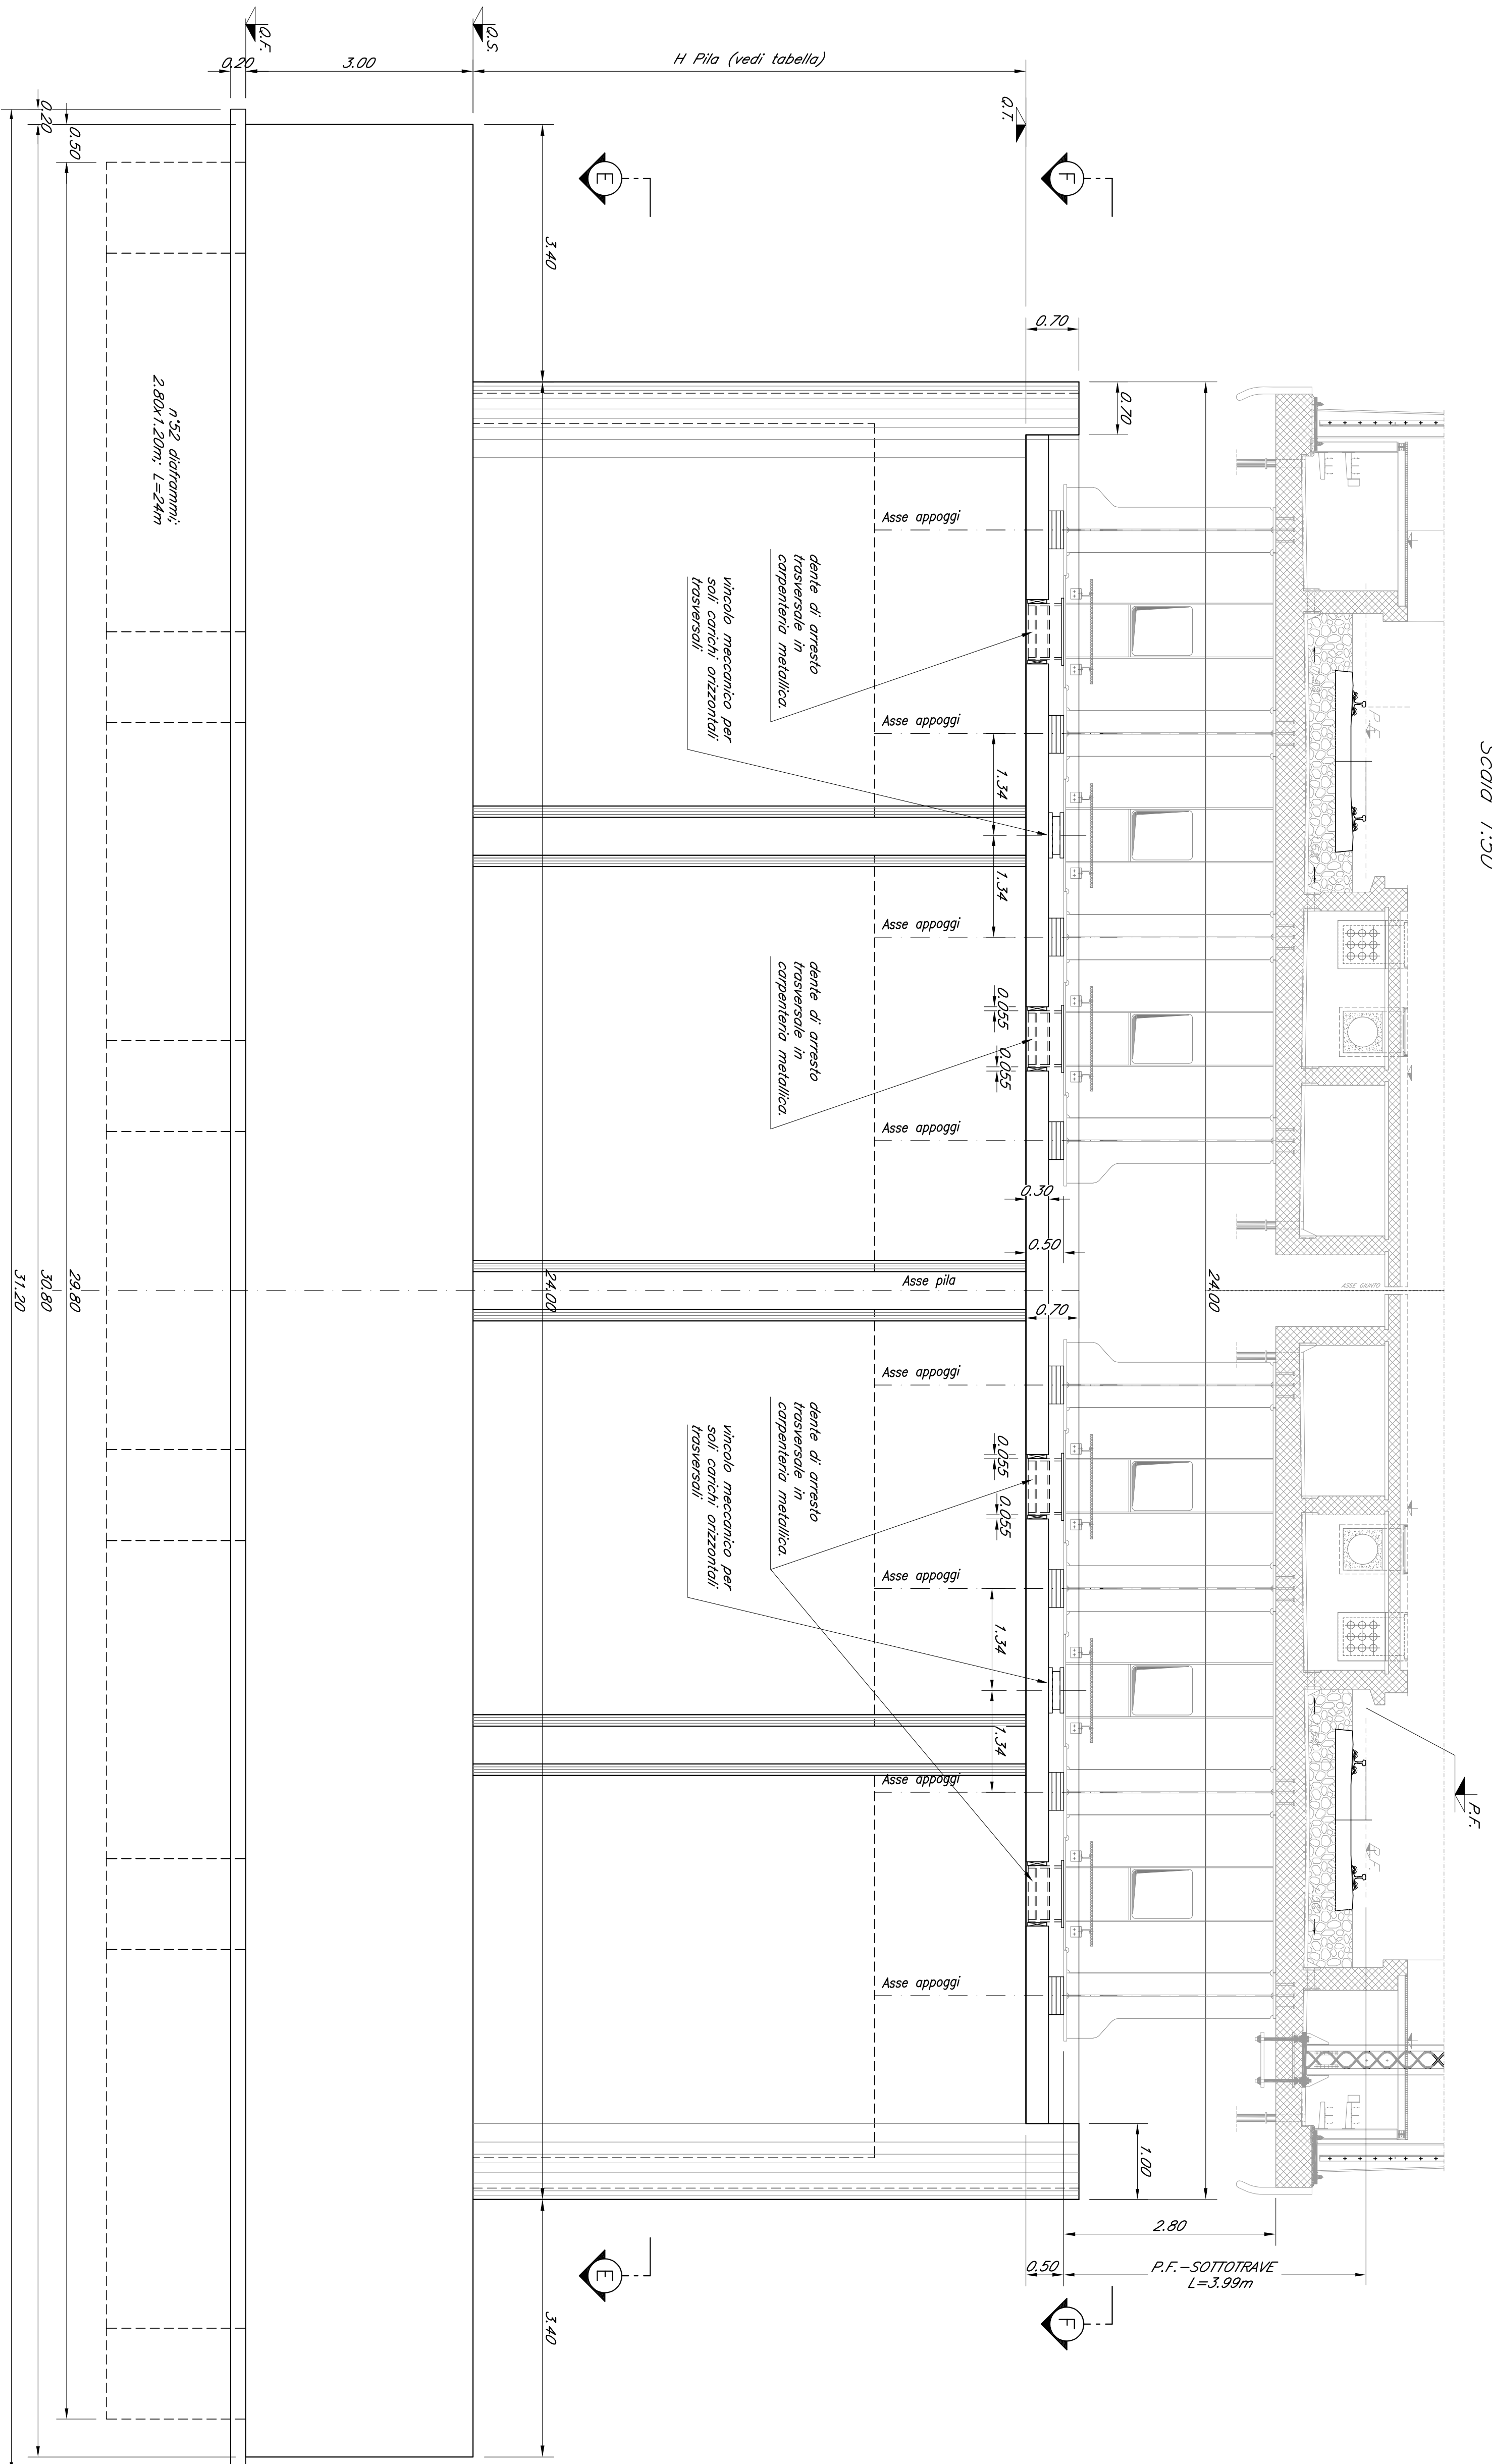 Scala 1:50
P.F.
P.F.
P.F.
ASSE GIUNTO
24.00
0.70
0.70
1.00
2.80
P.F.-SOTTOTRAVE
L=3.99m
0.50
Q.T.
F
F
H Pila (vedi tabella)
Asse appoggi
Asse appoggi
Asse appoggi
Asse appoggi
Asse pila
Asse appoggi
Asse appoggi
Asse appoggi
Asse appoggi
1.34
1.34
0.055
0.055
0.30
0.50
0.70
0.055
0.055
1.34
1.34
dente di arresto
trasversale in
carpenteria metallica.
dente di arresto
trasversale in
carpenteria metallica.
dente di arresto
trasversale in
carpenteria metallica.
vincolo meccanico per
soli carichi orizzontali
trasversali
vincolo meccanico per
soli carichi orizzontali
trasversali
E
E
3.40
24.00
3.40
Q.S.
3.00
Q.F.
0.20
n°52 diaframmi;
2.80x1.20m; L=24m
0.50
29.80
0.20
30.80
31.20